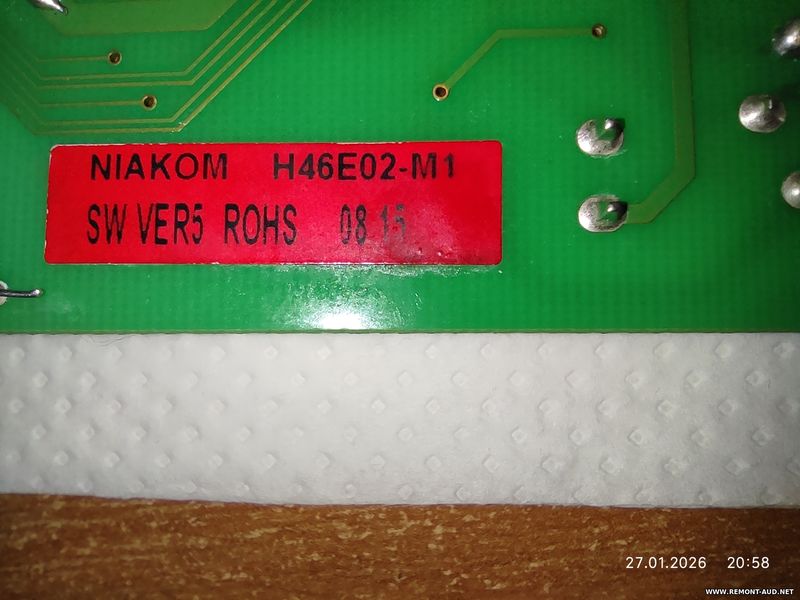 NIAKOM H46E02-M1
SW VER5 ROHS 08.15
27.01.2026 20:58
WWW.REMONT-AUD.NET